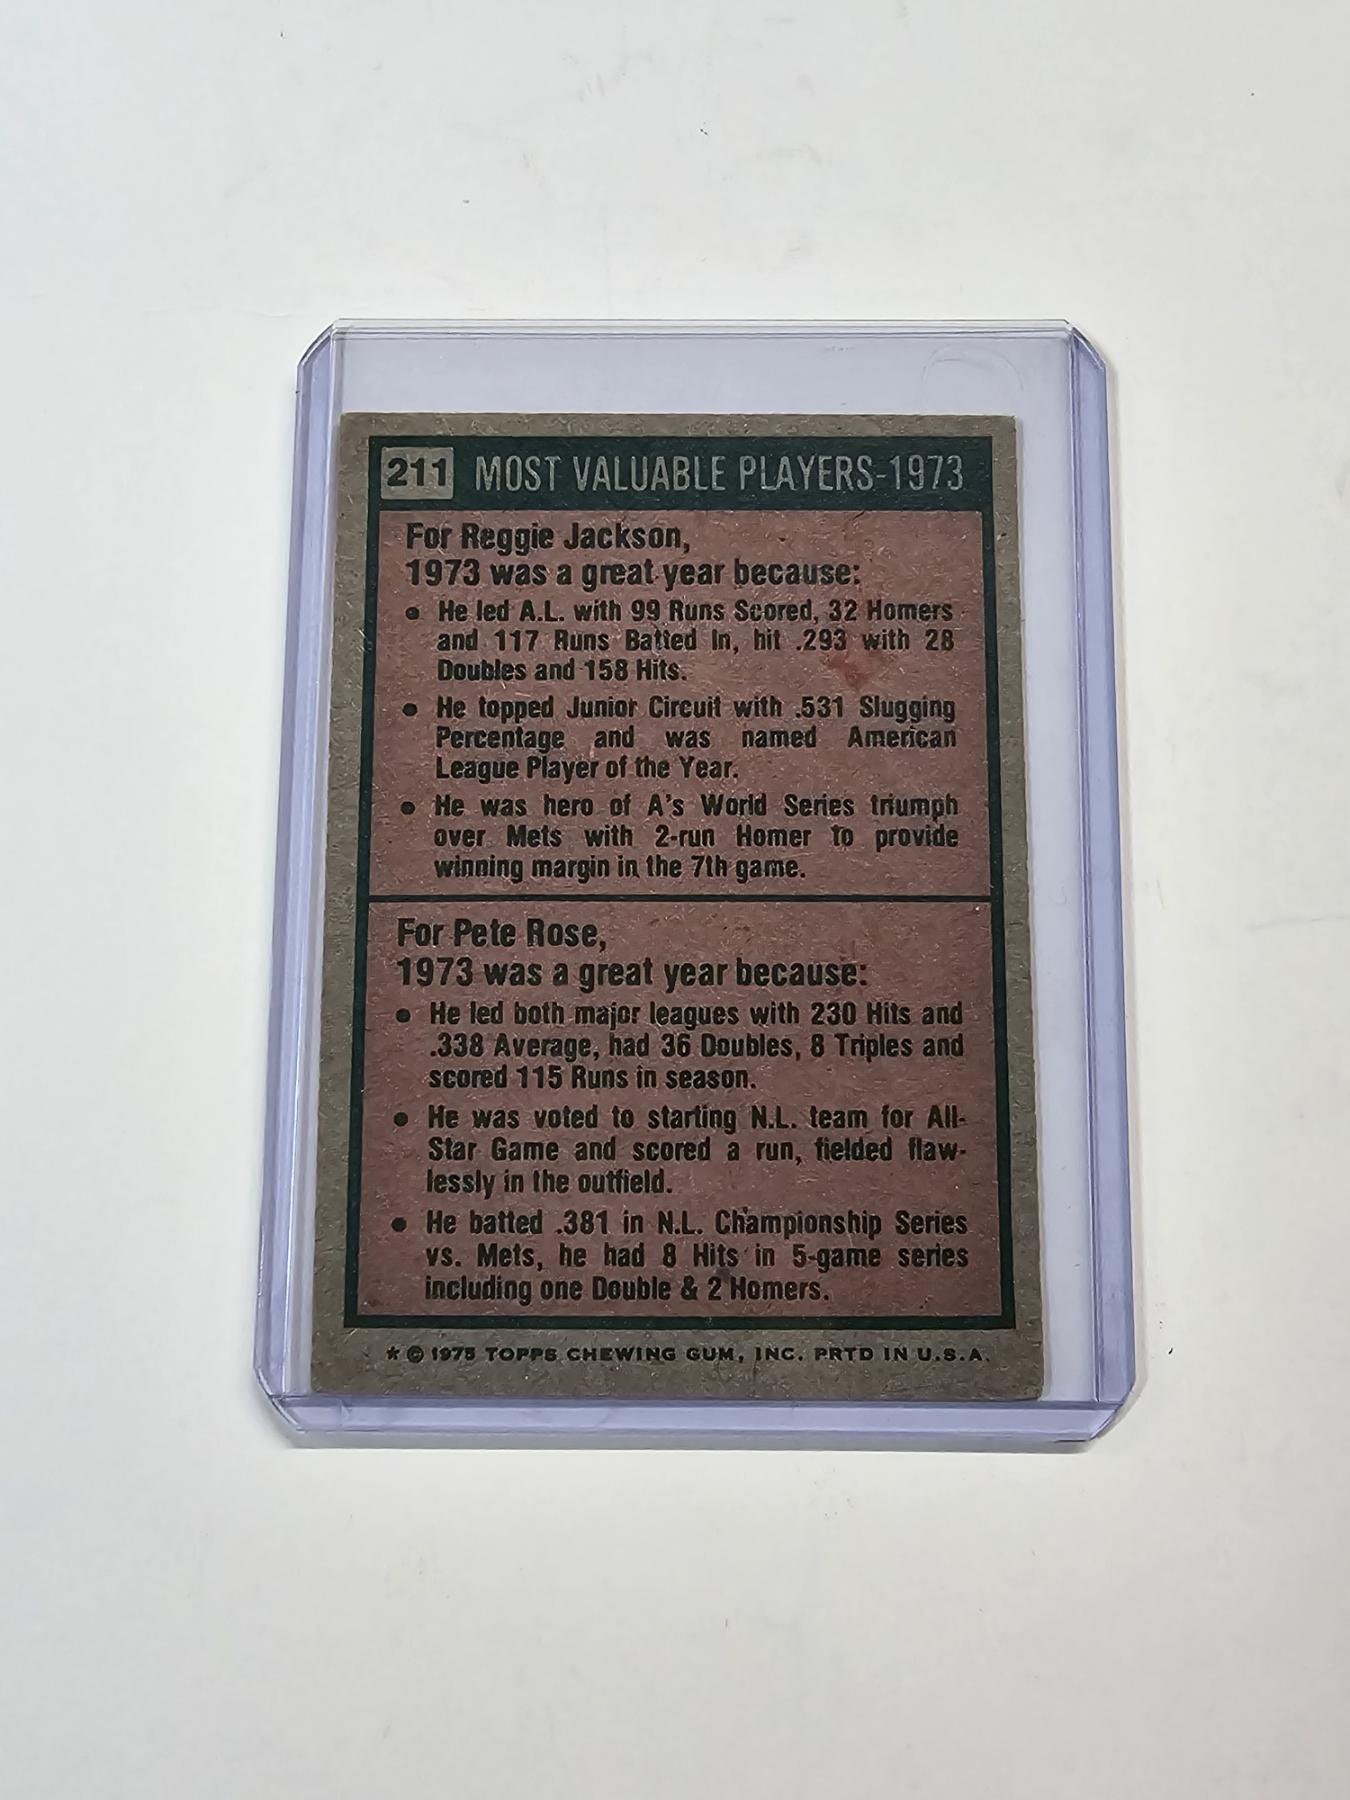 211 MOST VALUABLE PLAYERS-1973
For Reggie Jackson,
1973 was a great year because:
• He led A.L. with 99 Runs Scored, 32 Homers
and 117 Runs Batted In, hit .293 with 28
Doubles and 158 Hits.
• He topped Junior Circuit with .531 Slugging
Percentage and was named American
League Player of the Year.
• He was hero of A's World Series triumph
over Mets with 2-run Homer to provide
winning margin in the 7th game.
For Pete Rose,
1973 was a great year because:
• He led both major leagues with 230 Hits and
.338 Average, had 36 Doubles, 8 Triples and
scored 115 Runs in season.
• He was voted to starting N.L. team for All-
Star Game and scored a run, fielded flaw-
lessly in the outfield.
• He batted .381 in N.L. Championship Series
vs. Mets, he had 8 Hits in 5-game series
including one Double & 2 Homers.
* © 1975 TOPPS CHEWING GUM, INC. PRTD IN U.S.A.